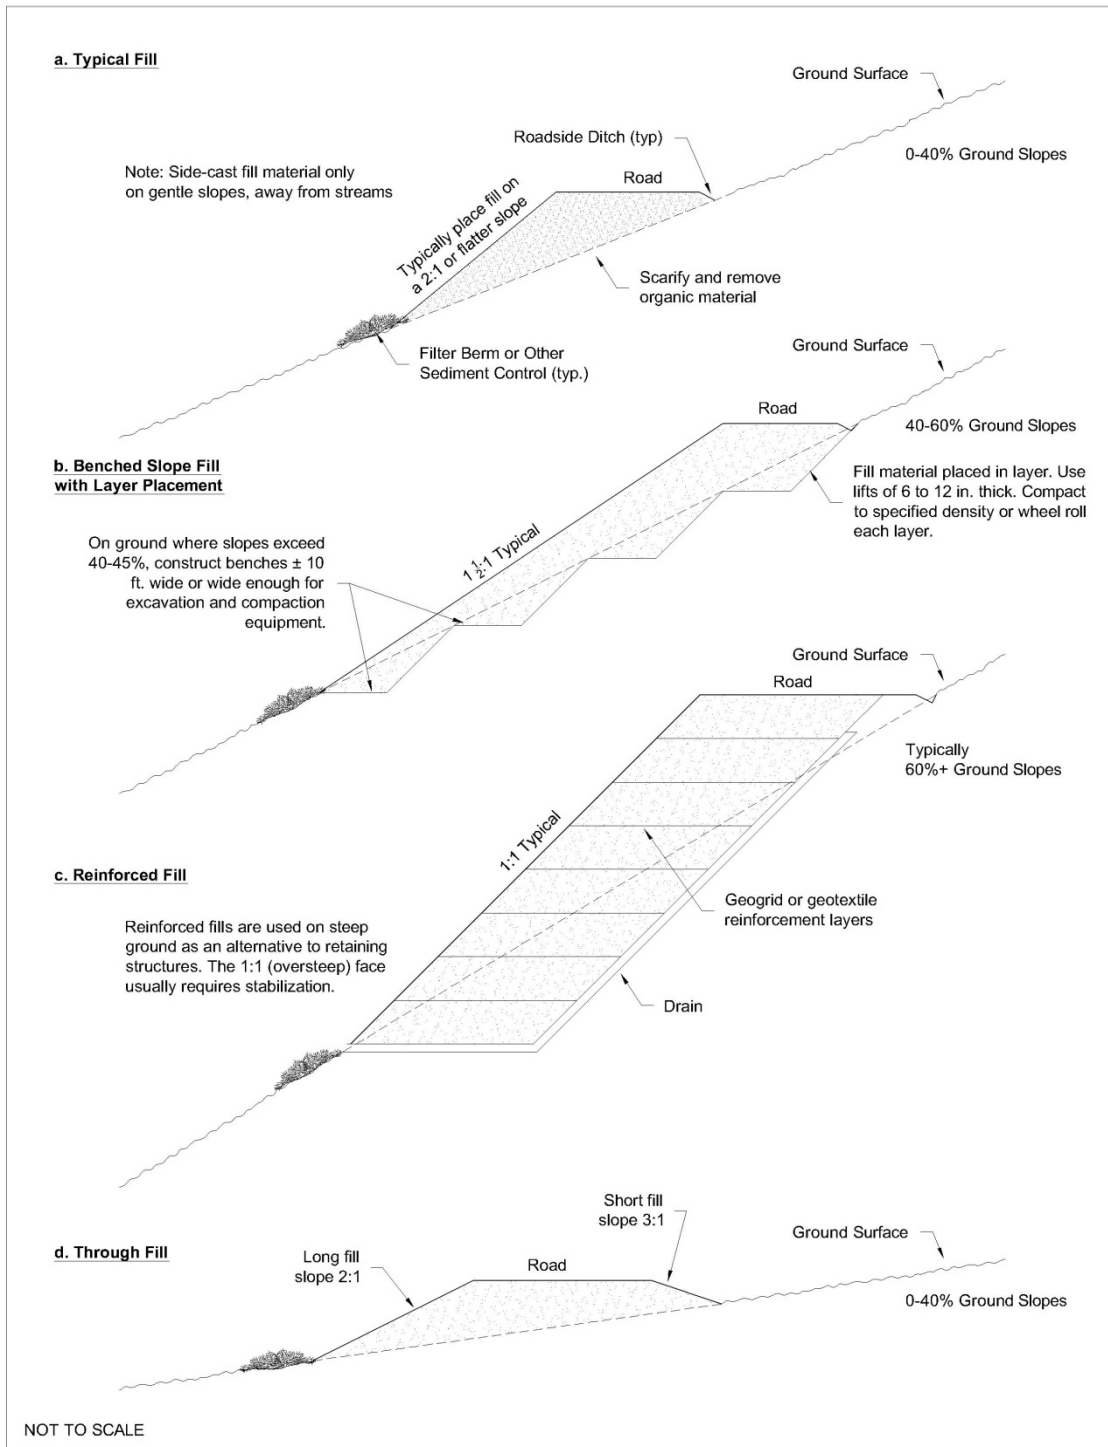 a. Typical Fill
Ground Surface
Roadside Ditch (typ)
0-40% Ground Slopes
Note: Side-cast fill material only
on gentle slopes, away from streams
Road
Typically place fill on
a 2:1 or flatter slope
Scarify and remove
organic material
Filter Berm or Other
Sediment Control (typ.)
Ground Surface
Road
40-60% Ground Slopes
b. Benched Slope Fill
with Layer Placement
Fill material placed in layer. Use
lifts of 6 to 12 in. thick. Compact
to specified density or wheel roll
each layer.
On ground where slopes exceed
40-45%, construct benches ± 10
ft. wide or wide enough for
excavation and compaction
equipment.
1 1/2:1 Typical
Ground Surface
Road
Typically
60%+ Ground Slopes
1:1 Typical
c. Reinforced Fill
Geogrid or geotextile
reinforcement layers
Reinforced fills are used on steep
ground as an alternative to retaining
structures. The 1:1 (oversteep) face
usually requires stabilization.
Drain
Short fill
slope 3:1
d. Through Fill
Long fill
slope 2:1
Road
Ground Surface
0-40% Ground Slopes
NOT TO SCALE